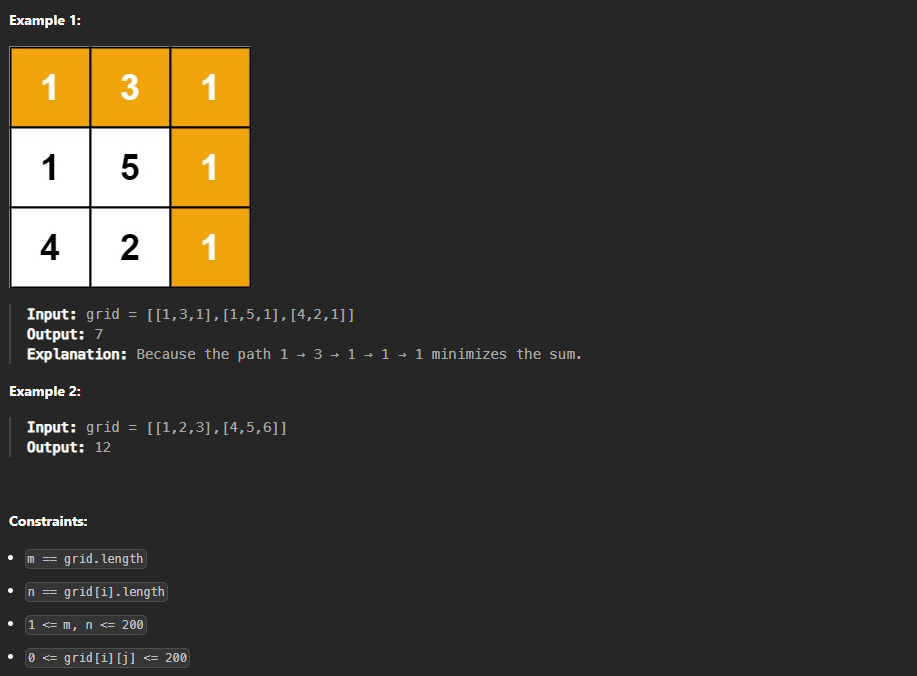 Example 1:
1 3 1
1 5 1
4 2 1
Input: grid = [[1,3,1],[1,5,1],[4,2,1]]
Output: 7
Explanation: Because the path 1 → 3 → 1 → 1 → 1 minimizes the sum.
Example 2:
Input: grid = [[1,2,3],[4,5,6]]
Output: 12
Constraints:
• m == grid.length
• n == grid[i].length
• 1 <= m, n <= 200
• 0 <= grid[i][j] <= 200